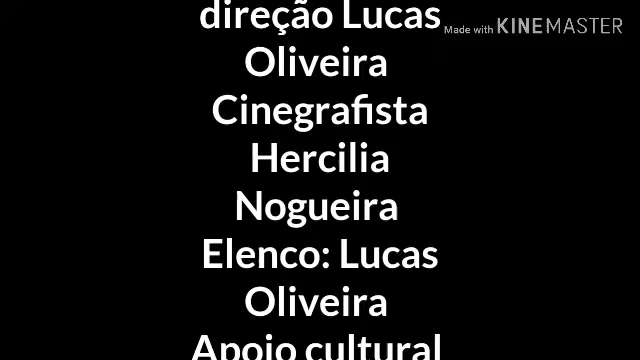 direção Lucas
Made with KINEMASTER
Oliveira
Cinegrafista
Hercilia
Nogueira
Elenco: Lucas
Oliveira
Apoio cultural